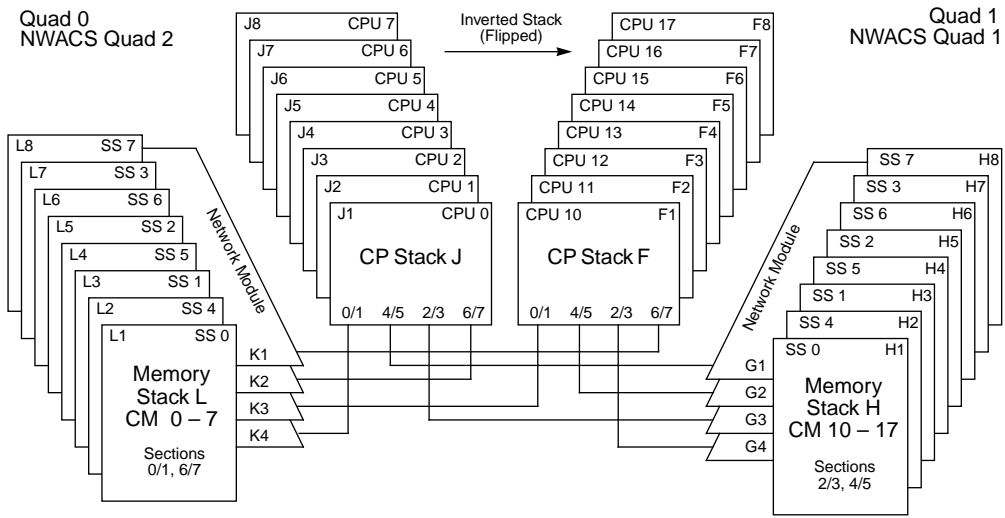 Quad 0
NWACS Quad 2
Inverted Stack
(Flipped)
Quad 1
NWACS Quad 1
J8 CPU 7
J7 CPU 6
J6 CPU 5
J5 CPU 4
J4 CPU 3
J3 CPU 2
J2 CPU 1
J1 CPU 0
CP Stack J
0/1 4/5 2/3 6/7
CPU 17 F8
CPU 16 F7
CPU 15 F6
CPU 14 F5
CPU 13 F4
CPU 12 F3
CPU 11 F2
CPU 10 F1
CP Stack F
0/1 4/5 2/3 6/7
L8 SS 7
L7 SS 3
L6 SS 6
L5 SS 2
L4 SS 5
L3 SS 1
L2 SS 4
L1 SS 0
Memory
Stack L
CM 0 – 7
Sections
0/1, 6/7
Network Module
K1
K2
K3
K4
Network Module
G1
G2
G3
G4
SS 7 H8
SS 3 H7
SS 6 H6
SS 2 H5
SS 5 H4
SS 1 H3
SS 4 H2
SS 0 H1
Memory
Stack H
CM 10 – 17
Sections
2/3, 4/5